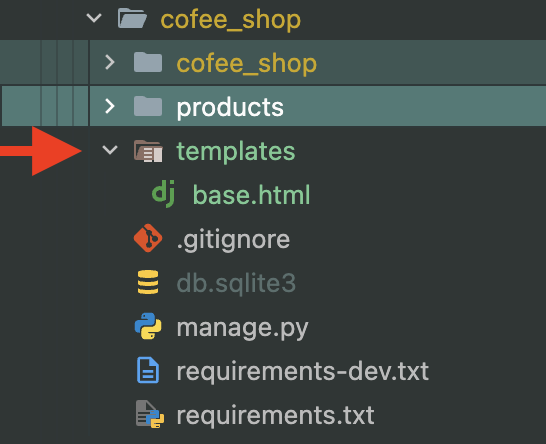 cofee_shop
cofee_shop
products
templates
dj base.html
.gitignore
db.sqlite3
manage.py
requirements-dev.txt
requirements.txt